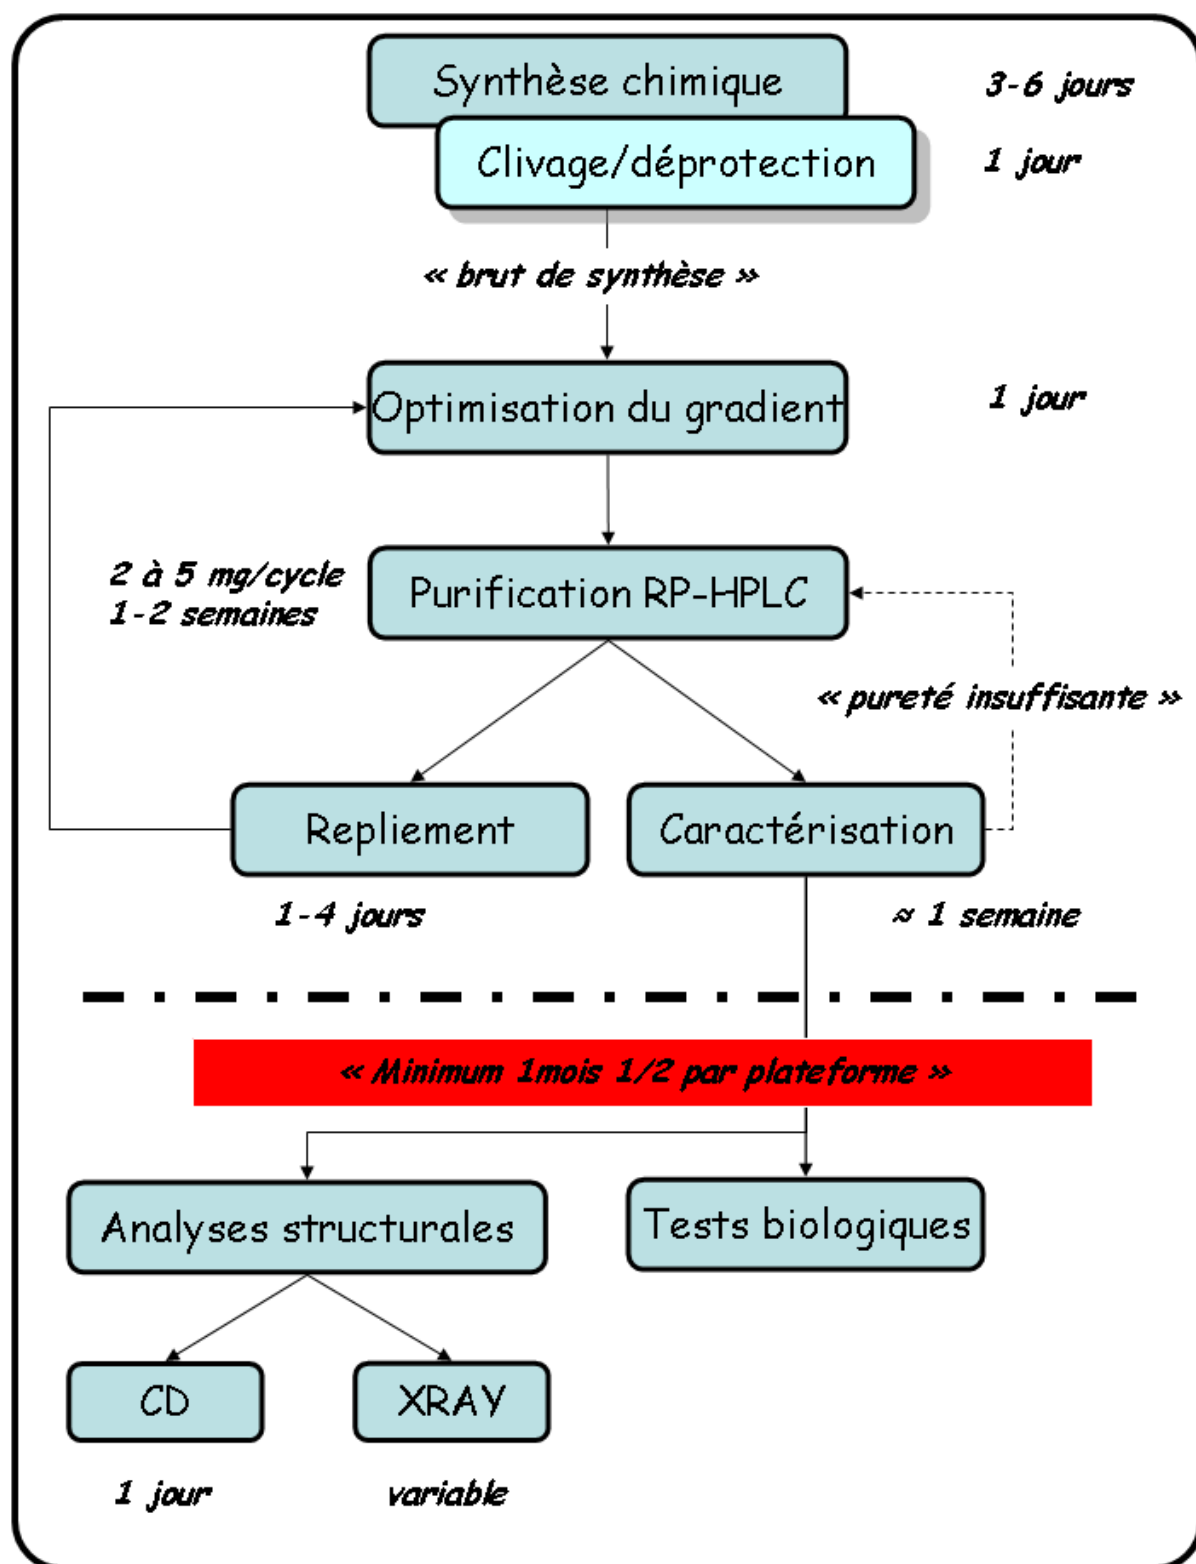 Synthèse chimique
3-6 jours
Clivage/déprotection
1 jour
« brut de synthèse »
Optimisation du gradient
1 jour
2 à 5 mg/cycle
1-2 semaines
Purification RP-HPLC
« pureté insuffisante »
Repliement
Caractérisation
1-4 jours
≈ 1 semaine
« Minimum 1mois 1/2 par plateforme »
Analyses structurales
Tests biologiques
CD
XRAY
1 jour
variable